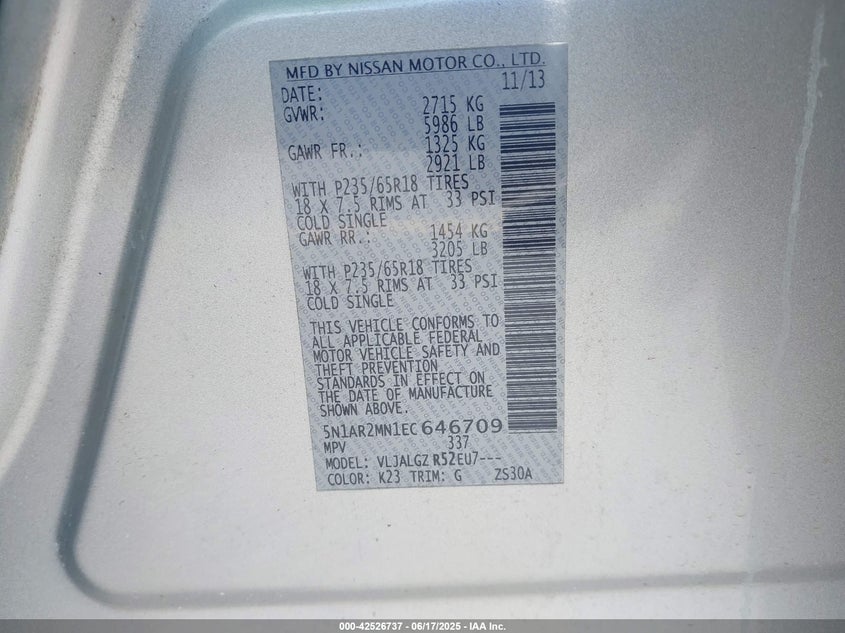 MFD BY NISSAN MOTOR CO., LTD.
DATE: 11/13
GVWR: 2715 KG
5986 LB
GAWR FR.: 1325 KG
2921 LB
WITH P235/65R18 TIRES
18 X 7.5 RIMS AT 33 PSI
COLD SINGLE
GAWR RR.: 1454 KG
3205 LB
WITH P235/65R18 TIRES
18 X 7.5 RIMS AT 33 PSI
COLD SINGLE
THIS VEHICLE CONFORMS TO
ALL APPLICABLE FEDERAL
MOTOR VEHICLE SAFETY AND
THEFT PREVENTION
STANDARDS IN EFFECT ON
THE DATE OF MANUFACTURE
SHOWN ABOVE.
5N1AR2MN1EC646709
MPV 337
MODEL: VLJALGZ R52EU7---
COLOR: K23 TRIM: G ZS30A
000-42526737 - 06/17/2025 - IAA Inc.